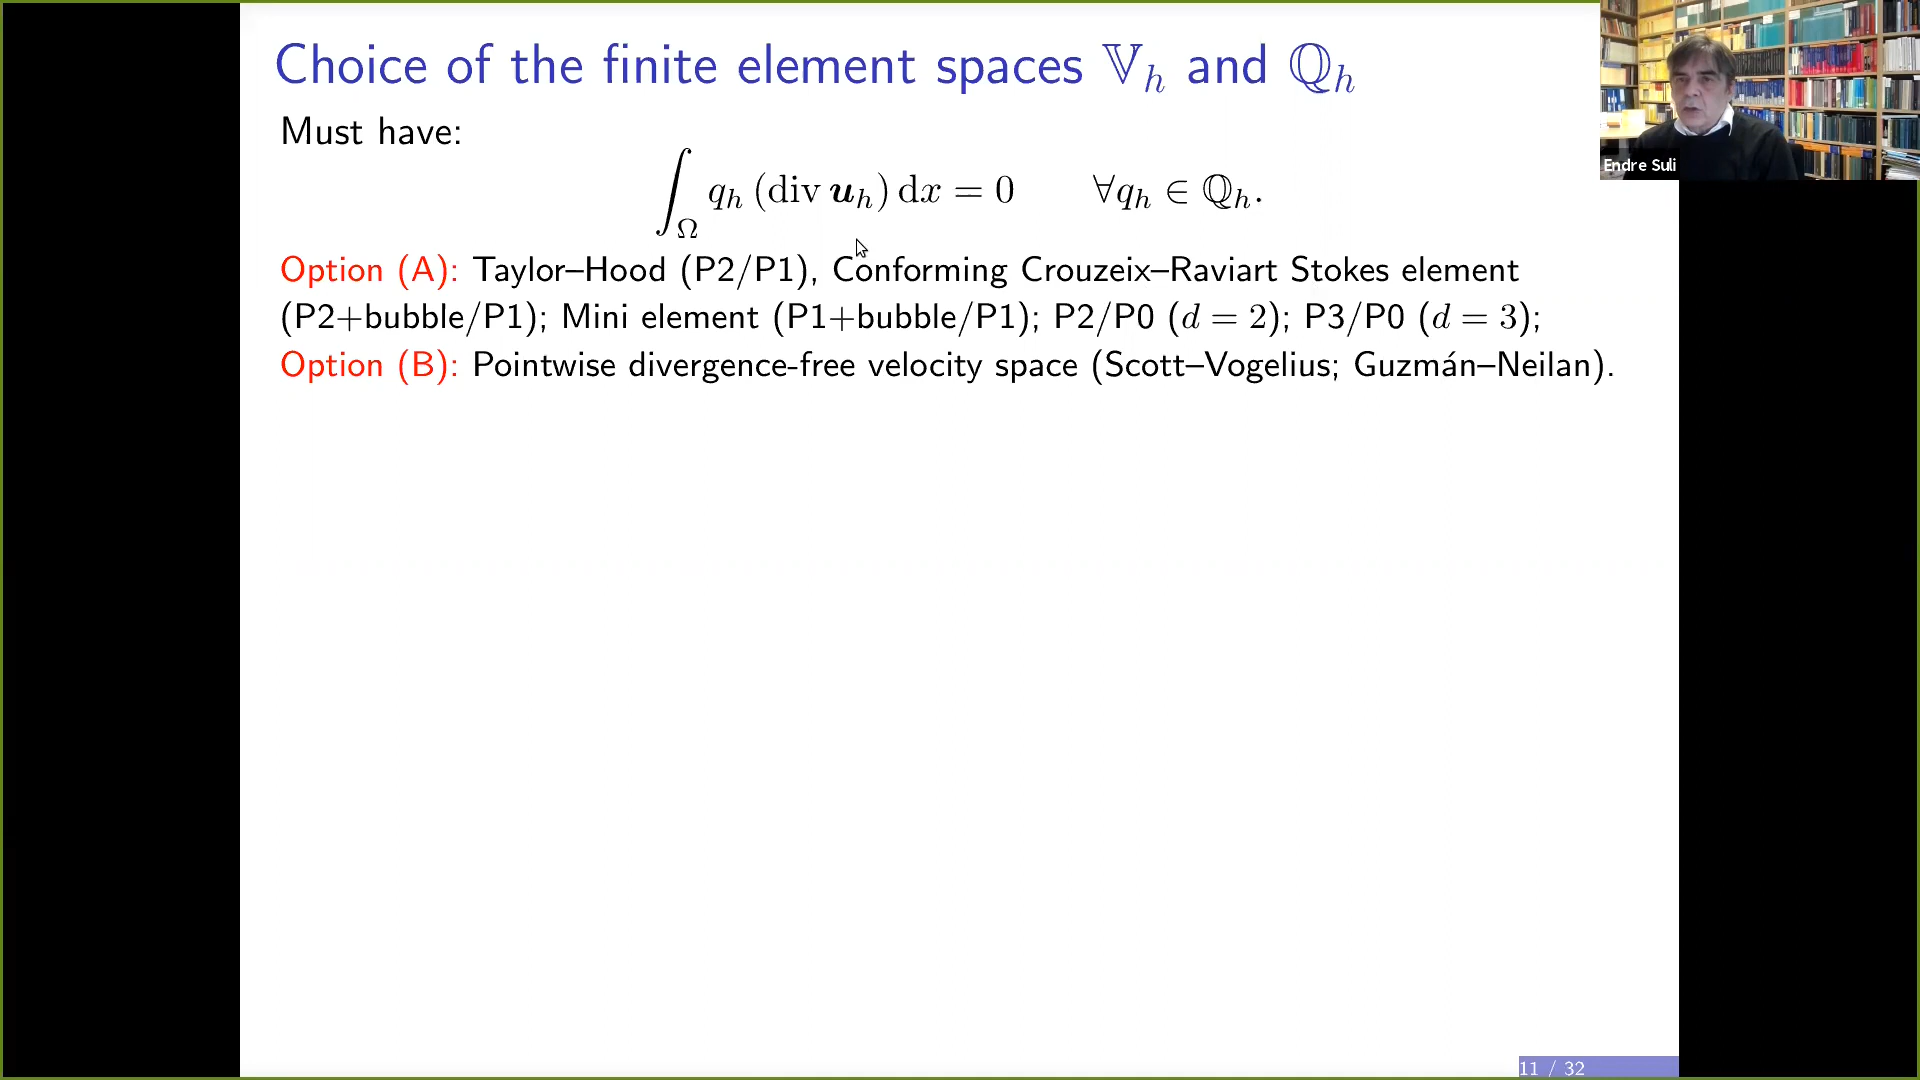 Choice of the finite element spaces 𝕍_h and ℚ_h
Endre Suli
Must have:
∫_Ω q_h (div 𝒖_h) dx = 0 ∀q_h ∈ ℚ_h.
Option (A): Taylor–Hood (P2/P1), Conforming Crouzeix–Raviart Stokes element
(P2+bubble/P1); Mini element (P1+bubble/P1); P2/P0 (d = 2); P3/P0 (d = 3);
Option (B): Pointwise divergence-free velocity space (Scott–Vogelius; Guzmán–Neilan).
11 / 32